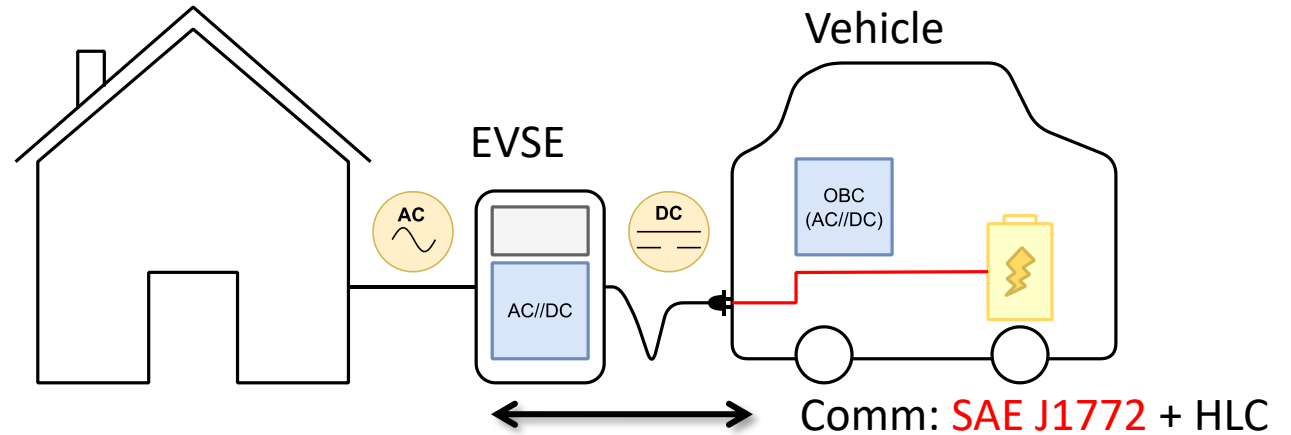 Vehicle
EVSE
AC
DC
OBC
(AC//DC)
AC//DC
Comm: SAE J1772 + HLC